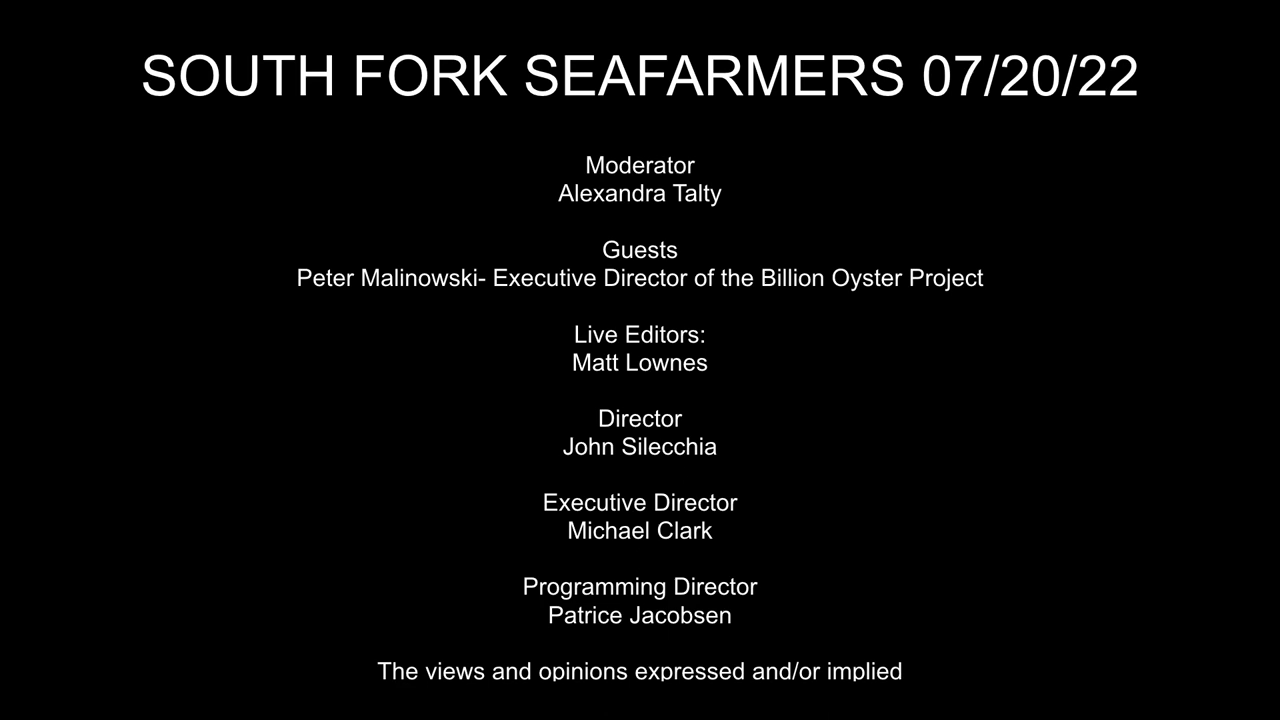 SOUTH FORK SEAFARMERS 07/20/22
Moderator
Alexandra Talty
Guests
Peter Malinowski- Executive Director of the Billion Oyster Project
Live Editors:
Matt Lownes
Director
John Silecchia
Executive Director
Michael Clark
Programming Director
Patrice Jacobsen
The views and opinions expressed and/or implied